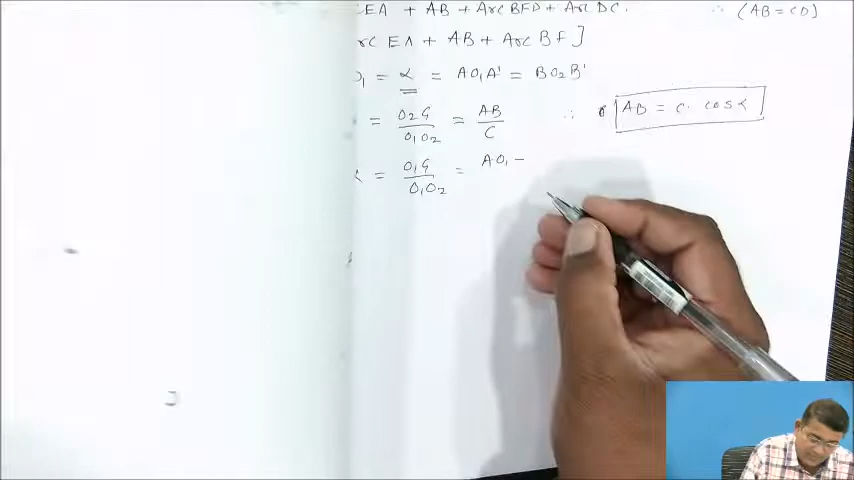 EA + AB + Arc BFD + Arc DC. ∴ (AB = CD)
rc EA + AB + Arc BF ]
O₁ = α = AO₁A' = BO₂B'
= O₂G / O₁O₂ = AB / C ∴ AB = C. cos α
= O₁G / O₁O₂ = AO₁ -